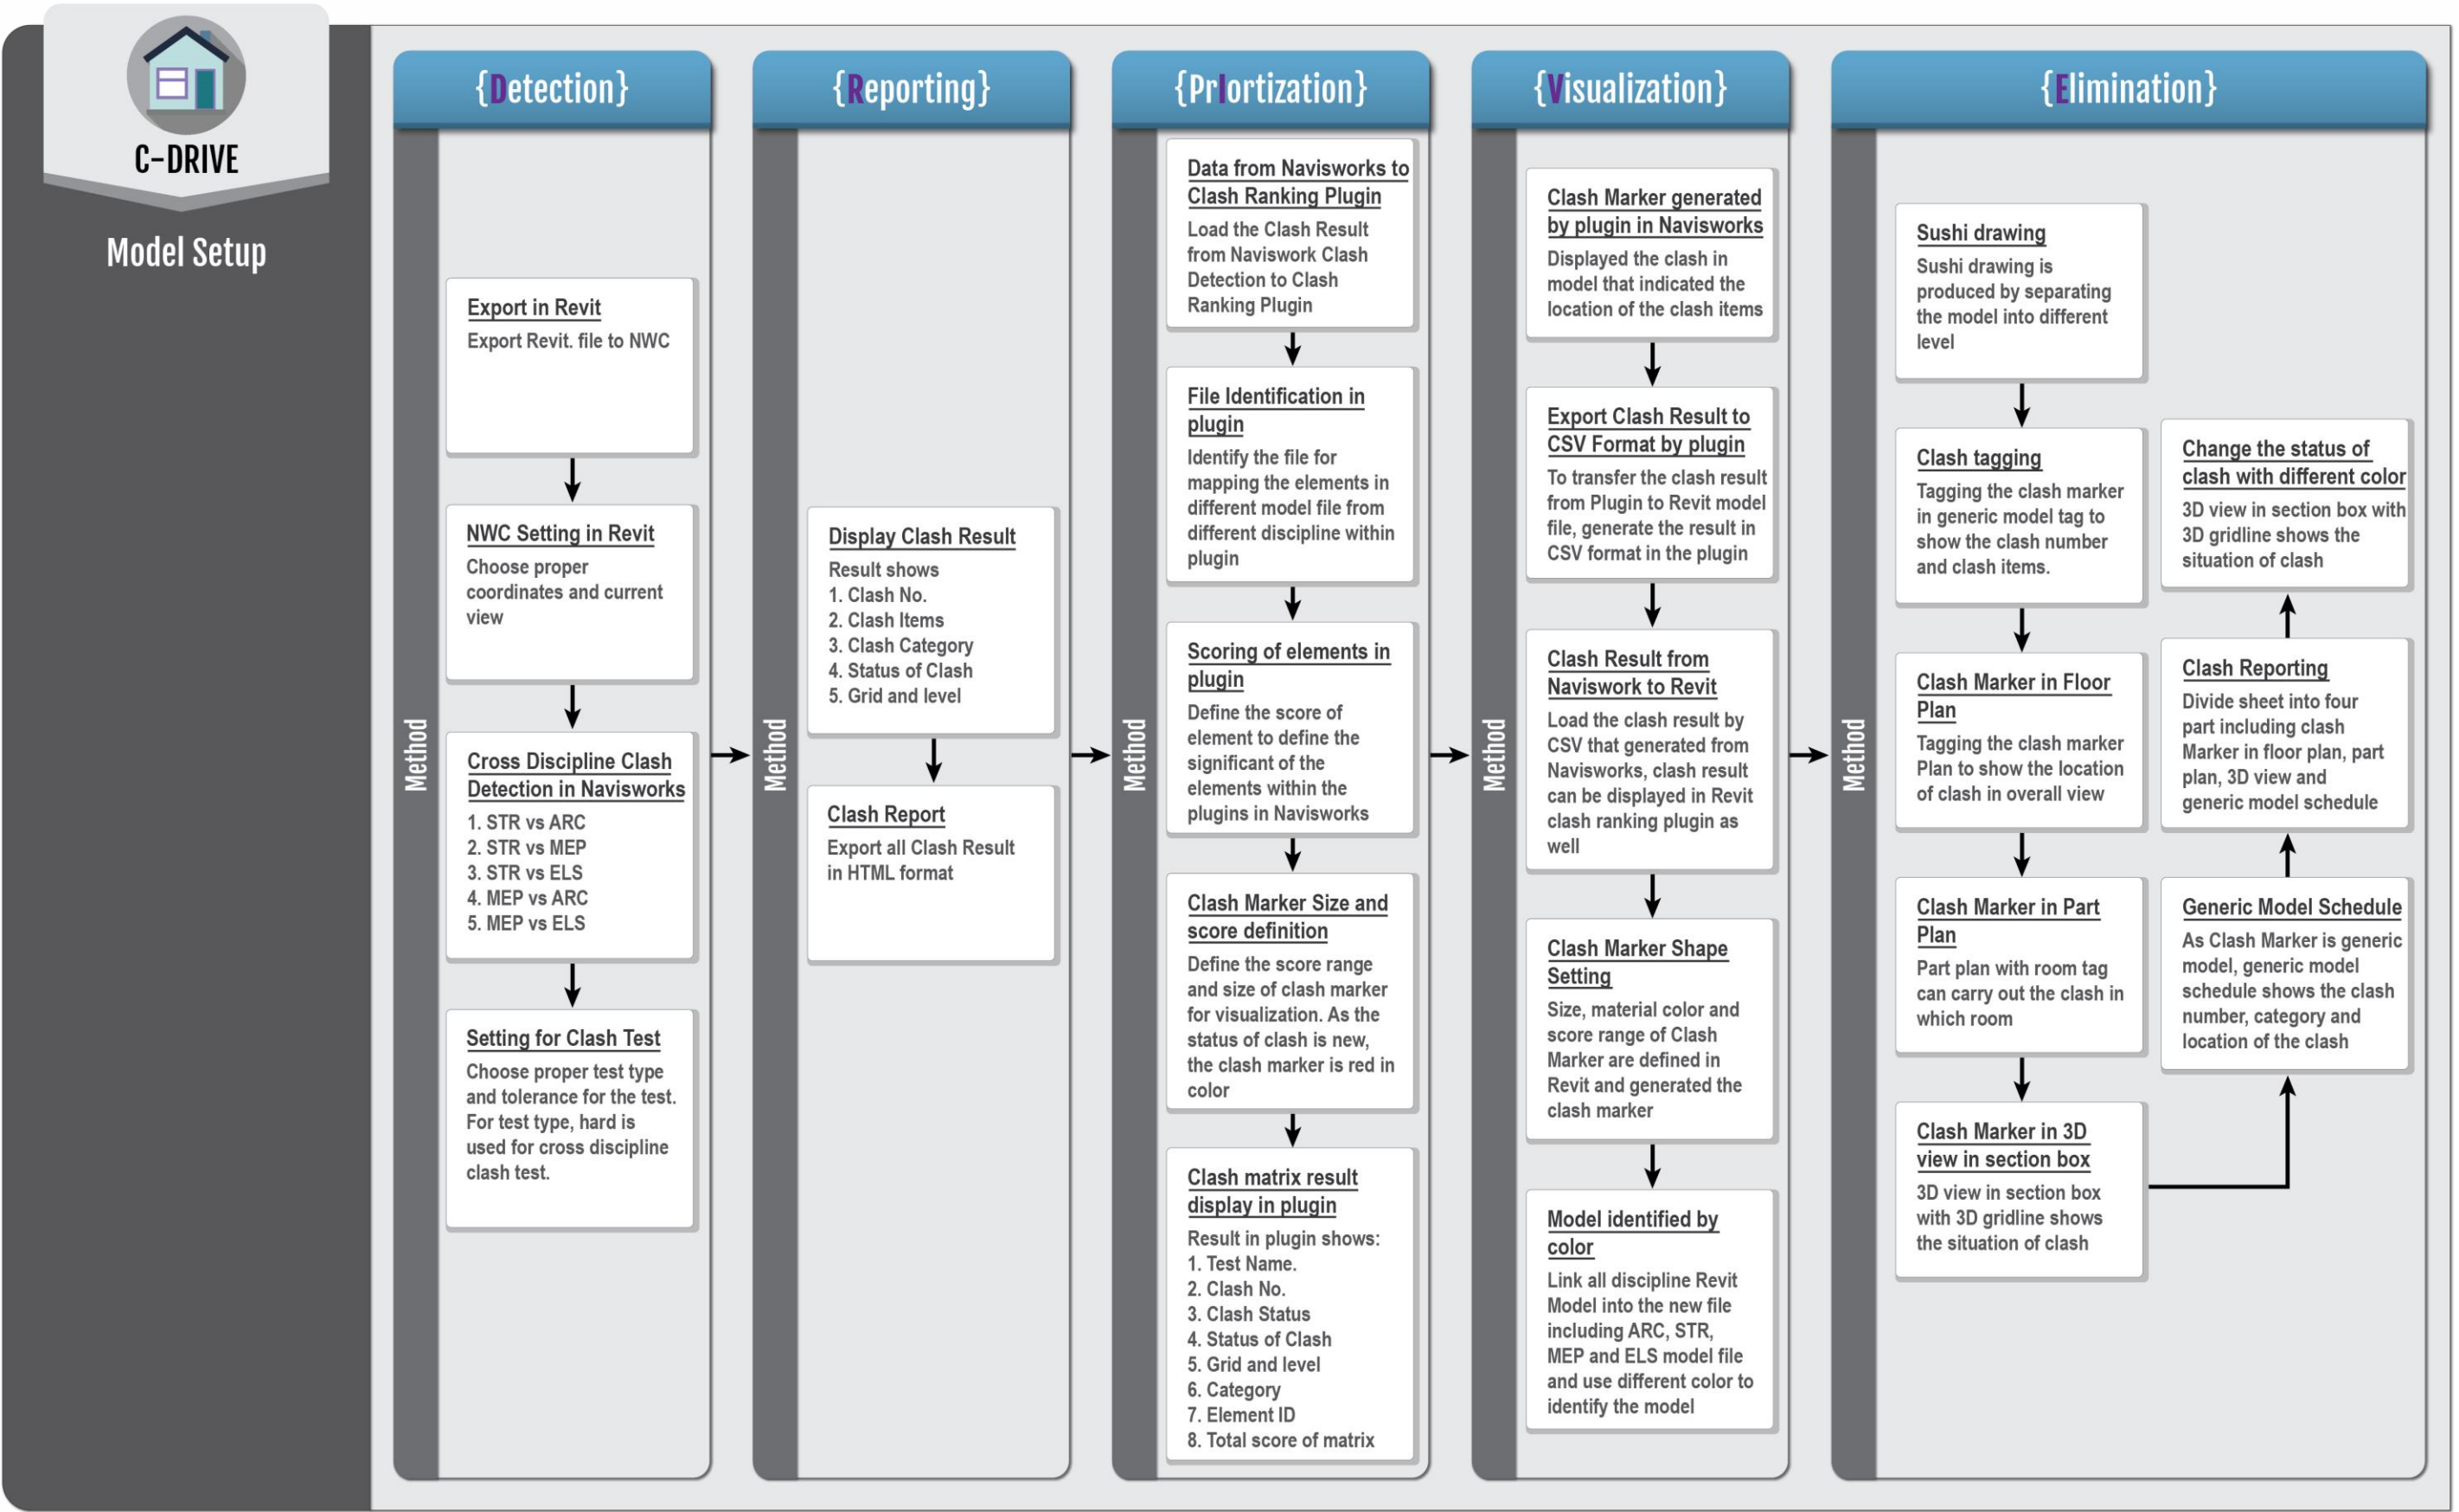 C-DRIVE
Model Setup
{Detection}
Method
Export in Revit
Export Revit. file to NWC
NWC Setting in Revit
Choose proper
coordinates and current
view
Cross Discipline Clash
Detection in Navisworks
1. STR vs ARC
2. STR vs MEP
3. STR vs ELS
4. MEP vs ARC
5. MEP vs ELS
Setting for Clash Test
Choose proper test type
and tolerance for the test.
For test type, hard is
used for cross discipline
clash test.
{Reporting}
Method
Display Clash Result
Result shows
1. Clash No.
2. Clash Items
3. Clash Category
4. Status of Clash
5. Grid and level
Clash Report
Export all Clash Result
in HTML format
{PrIortization}
Method
Data from Navisworks to
Clash Ranking Plugin
Load the Clash Result
from Naviswork Clash
Detection to Clash
Ranking Plugin
File Identification in
plugin
Identify the file for
mapping the elements in
different model file from
different discipline within
plugin
Scoring of elements in
plugin
Define the score of
element to define the
significant of the
elements within the
plugins in Navisworks
Clash Marker Size and
score definition
Define the score range
and size of clash marker
for visualization. As the
status of clash is new,
the clash marker is red in
color
Clash matrix result
display in plugin
Result in plugin shows:
1. Test Name.
2. Clash No.
3. Clash Status
4. Status of Clash
5. Grid and level
6. Category
7. Element ID
8. Total score of matrix
{Visualization}
Method
Clash Marker generated
by plugin in Navisworks
Displayed the clash in
model that indicated the
location of the clash items
Export Clash Result to
CSV Format by plugin
To transfer the clash result
from Plugin to Revit model
file, generate the result in
CSV format in the plugin
Clash Result from
Naviswork to Revit
Load the clash result by
CSV that generated from
Navisworks, clash result
can be displayed in Revit
clash ranking plugin as
well
Clash Marker Shape
Setting
Size, material color and
score range of Clash
Marker are defined in
Revit and generated the
clash marker
Model identified by
color
Link all discipline Revit
Model into the new file
including ARC, STR,
MEP and ELS model file
and use different color to
identify the model
{Elimination}
Method
Sushi drawing
Sushi drawing is
produced by separating
the model into different
level
Clash tagging
Tagging the clash marker
in generic model tag to
show the clash number
and clash items.
Clash Marker in Floor
Plan
Tagging the clash marker
Plan to show the location
of clash in overall view
Clash Marker in Part
Plan
Part plan with room tag
can carry out the clash in
which room
Clash Marker in 3D
view in section box
3D view in section box
with 3D gridline shows
the situation of clash
Generic Model Schedule
As Clash Marker is generic
model, generic model
schedule shows the clash
number, category and
location of the clash
Clash Reporting
Divide sheet into four
part including clash
Marker in floor plan, part
plan, 3D view and
generic model schedule
Change the status of
clash with different color
3D view in section box with
3D gridline shows the
situation of clash